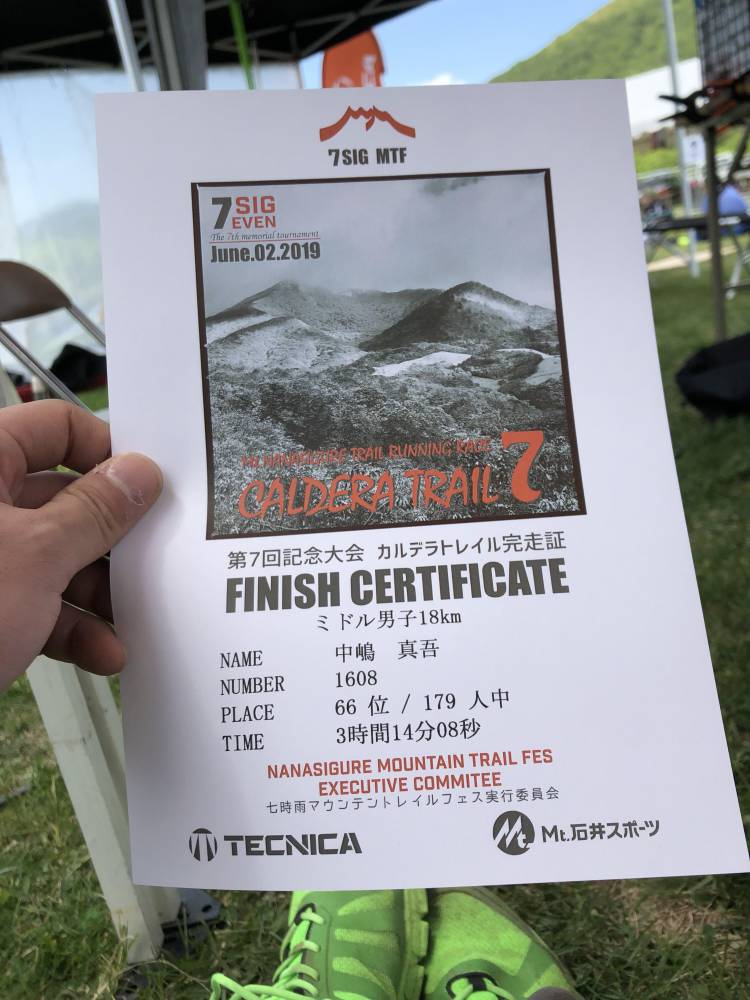 7SIG MTF
7 SIG
EVEN
The 7th memorial tournament
June.02.2019
MT.NANASIGURE TRAIL RUNNING RACE
CALDERA TRAIL 7
第7回記念大会 カルデラトレイル完走証
FINISH CERTIFICATE
ミドル男子18km
NAME 中嶋 真吾
NUMBER 1608
PLACE 66 位 / 179 人中
TIME 3時間14分08秒
NANASIGURE MOUNTAIN TRAIL FES
EXECUTIVE COMMITEE
七時雨マウンテントレイルフェス実行委員会
TECNICA
Mt.石井スポーツ